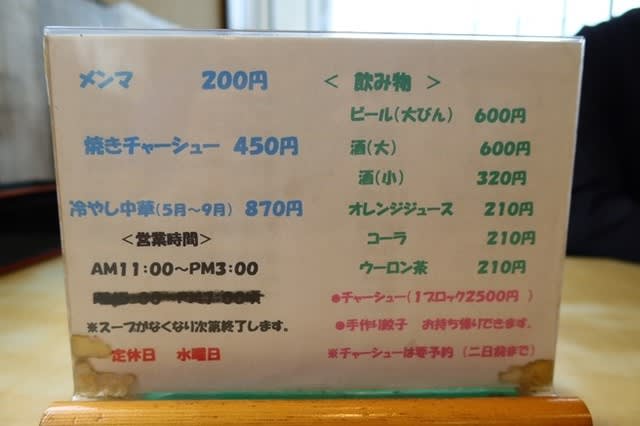 メンマ 200円
焼きチャーシュー 450円
冷やし中華(5月～9月) 870円
＜営業時間＞
AM11:00～PM3:00
※スープがなくなり次第終了します。
定休日 水曜日
＜ 飲み物 ＞
ビール(大びん) 600円
酒(大) 600円
酒(小) 320円
オレンジジュース 210円
コーラ 210円
ウーロン茶 210円
●チャーシュー(1ブロック2500円 )
●手作り餃子 お持ち帰りできます。
※チャーシューは要予約 (二日前まで)